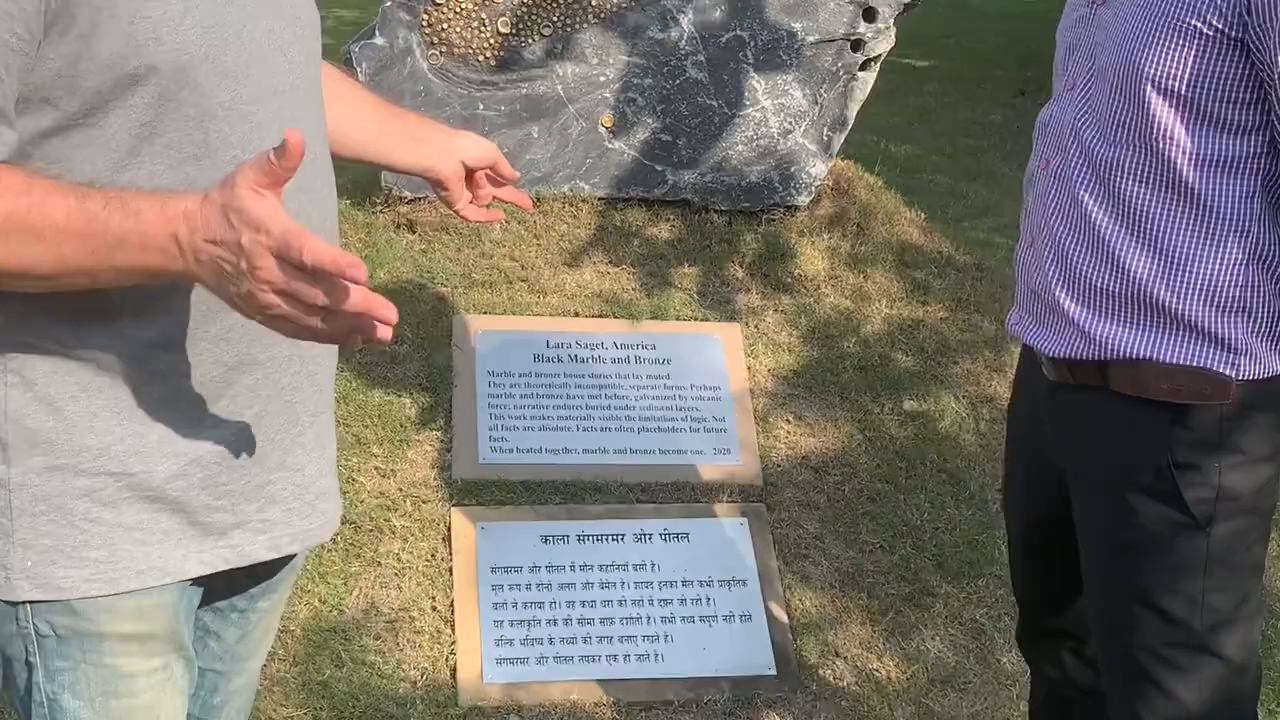 Lara Saget, America
Black Marble and Bronze
Marble and bronze house stories that lay muted.
They are theoretically incompatible, separate forms. Perhaps
marble and bronze have met before, galvanized by volcanic
force; narrative endures buried under sediment layers.
This work makes materially visible the limitations of logic. Not
all facts are absolute. Facts are often placeholders for future
facts.
When heated together, marble and bronze become one. 2020
काला संगमरमर और पीतल
संगमरमर और पीतल में मौन कहानियाँ बसी है।
मूल रूप से दोनों अलग और बेमेल है। शायद इनका मेल कभी प्राकृतिक
बलों ने कराया हो। वह कथा धरा की तहों में दफ़्न जी रही है।
यह कलाकृति तर्क की सीमा साफ़ दर्शाती है। सभी तथ्य संपूर्ण नहीं होते
बल्कि भविष्य के तथ्यों की जगह बनाए रखते है।
संगमरमर और पीतल तपकर एक हो जाते है।